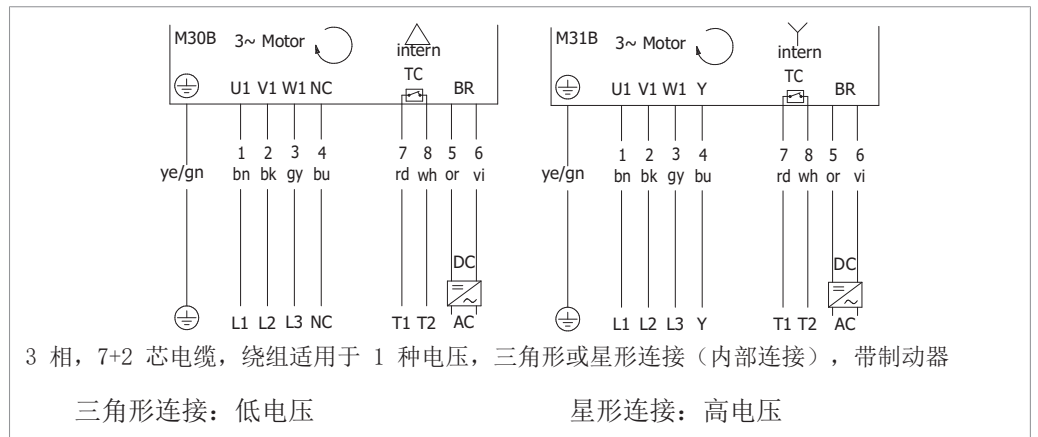 M30B 3~ Motor intern
TC
U1 V1 W1 NC BR
1 2 3 4 7 8 5 6
ye/gn bn bk gy bu rd wh or vi
DC
L1 L2 L3 NC T1 T2 AC
M31B 3~ Motor intern
TC
U1 V1 W1 Y BR
1 2 3 4 7 8 5 6
ye/gn bn bk gy bu rd wh or vi
DC
L1 L2 L3 Y T1 T2 AC
3 相，7+2 芯电缆，绕组适用于 1 种电压，三角形或星形连接（内部连接），带制动器
三角形连接：低电压
星形连接：高电压